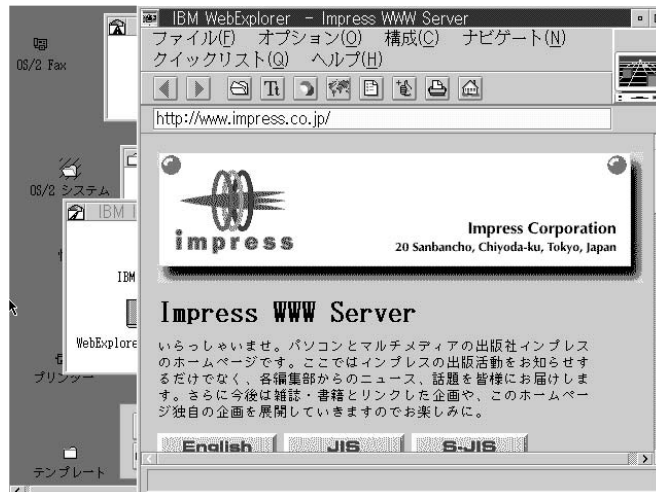 IBM WebExplorer - Impress WWW Server
ファイル(F) オプション(O) 構成(C) ナビゲート(N)
クイックリスト(Q) ヘルプ(H)
Tt
http://www.impress.co.jp/
impress
Impress Corporation
20 Sanbancho, Chiyoda-ku, Tokyo, Japan
Impress WWW Server
いらっしゃいませ。パソコンとマルチメディアの出版社インプレス
のホームページです。ここではインプレスの出版活動をお知らせす
るだけでなく、各編集部からのニュース、話題を皆様にお届けしま
す。さらに今後は雑誌・書籍とリンクした企画や、このホームペー
ジ独自の企画を展開していきますのでお楽しみに。
English JIS S-JIS
OS/2 Fax
OS/2 システム
IBM
IBM
WebExplore
プリンター
テンプレート